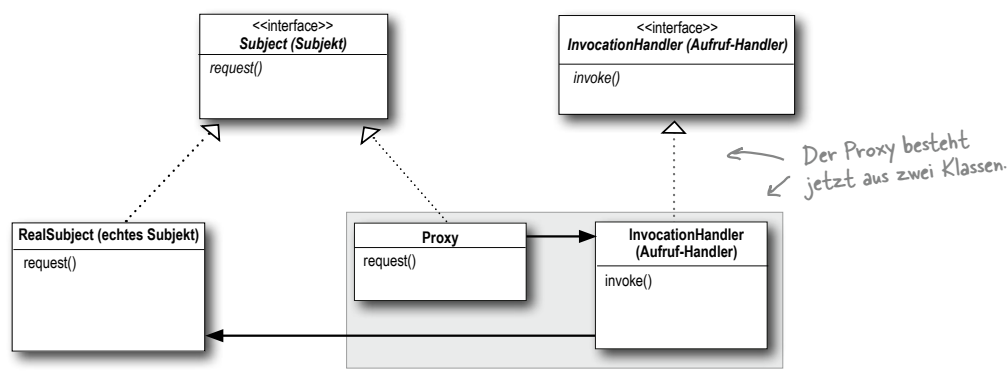 <<interface>>
Subject (Subjekt)
request()
<<interface>>
InvocationHandler (Aufruf-Handler)
invoke()
Der Proxy besteht
jetzt aus zwei Klassen.
RealSubject (echtes Subjekt)
request()
Proxy
request()
InvocationHandler
(Aufruf-Handler)
invoke()